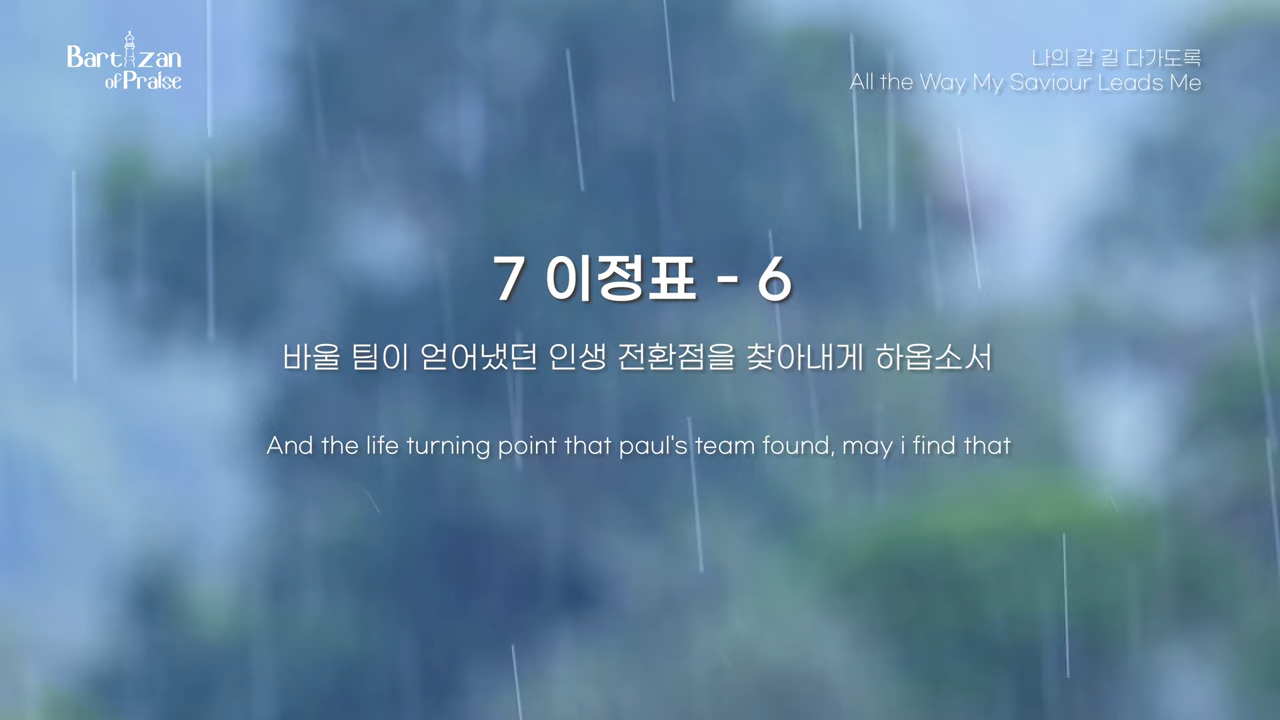 Bartizan
of Praise
나의 갈 길 다가도록
All the Way My Saviour Leads Me
7 이정표 - 6
바울 팀이 얻어냈던 인생 전환점을 찾아내게 하옵소서
And the life turning point that paul's team found, may i find that